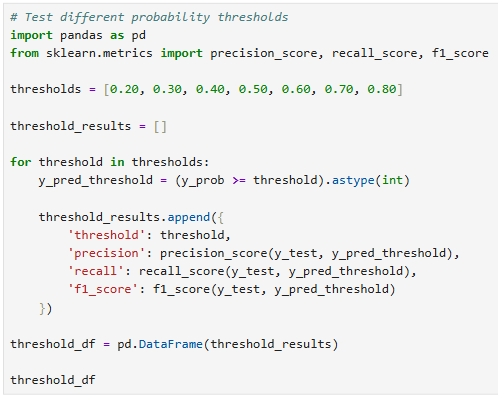 # Test different probability thresholds
import pandas as pd
from sklearn.metrics import precision_score, recall_score, f1_score

thresholds = [0.20, 0.30, 0.40, 0.50, 0.60, 0.70, 0.80]

threshold_results = []

for threshold in thresholds:
    y_pred_threshold = (y_prob >= threshold).astype(int)

    threshold_results.append({
        'threshold': threshold,
        'precision': precision_score(y_test, y_pred_threshold),
        'recall': recall_score(y_test, y_pred_threshold),
        'f1_score': f1_score(y_test, y_pred_threshold)
    })

threshold_df = pd.DataFrame(threshold_results)

threshold_df